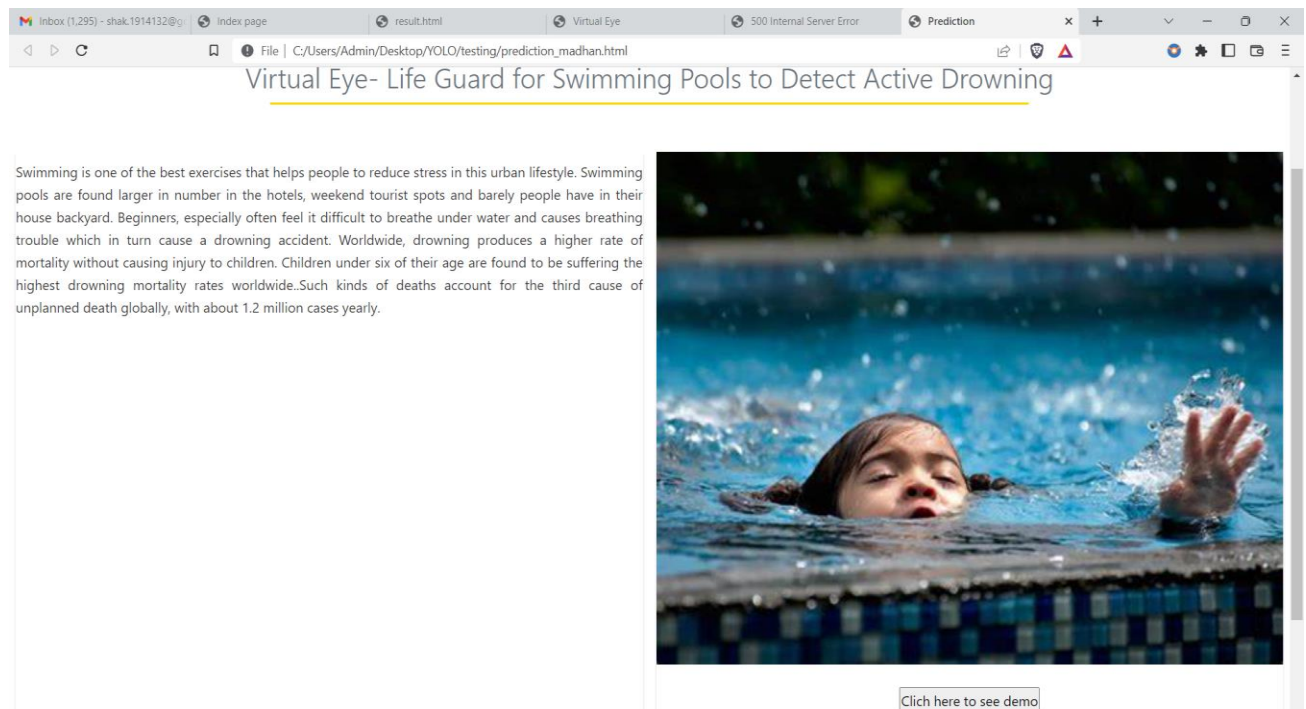 Inbox (1,295) - shak.1914132@g
Index page
result.html
Virtual Eye
500 Internal Server Error
Prediction
File | C:/Users/Admin/Desktop/YOLO/testing/prediction_madhan.html
Virtual Eye- Life Guard for Swimming Pools to Detect Active Drowning
Swimming is one of the best exercises that helps people to reduce stress in this urban lifestyle. Swimming
pools are found larger in number in the hotels, weekend tourist spots and barely people have in their
house backyard. Beginners, especially often feel it difficult to breathe under water and causes breathing
trouble which in turn cause a drowning accident. Worldwide, drowning produces a higher rate of
mortality without causing injury to children. Children under six of their age are found to be suffering the
highest drowning mortality rates worldwide..Such kinds of deaths account for the third cause of
unplanned death globally, with about 1.2 million cases yearly.
Click here to see demo